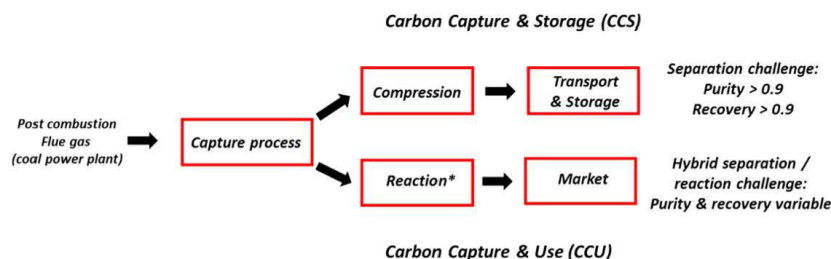 Carbon Capture & Storage (CCS)
Compression
Transport
& Storage
Separation challenge:
Purity > 0.9
Recovery > 0.9
Post combustion
Flue gas
(coal power plant)
Capture process
Reaction*
Market
Hybrid separation /
reaction challenge:
Purity & recovery variable
Carbon Capture & Use (CCU)